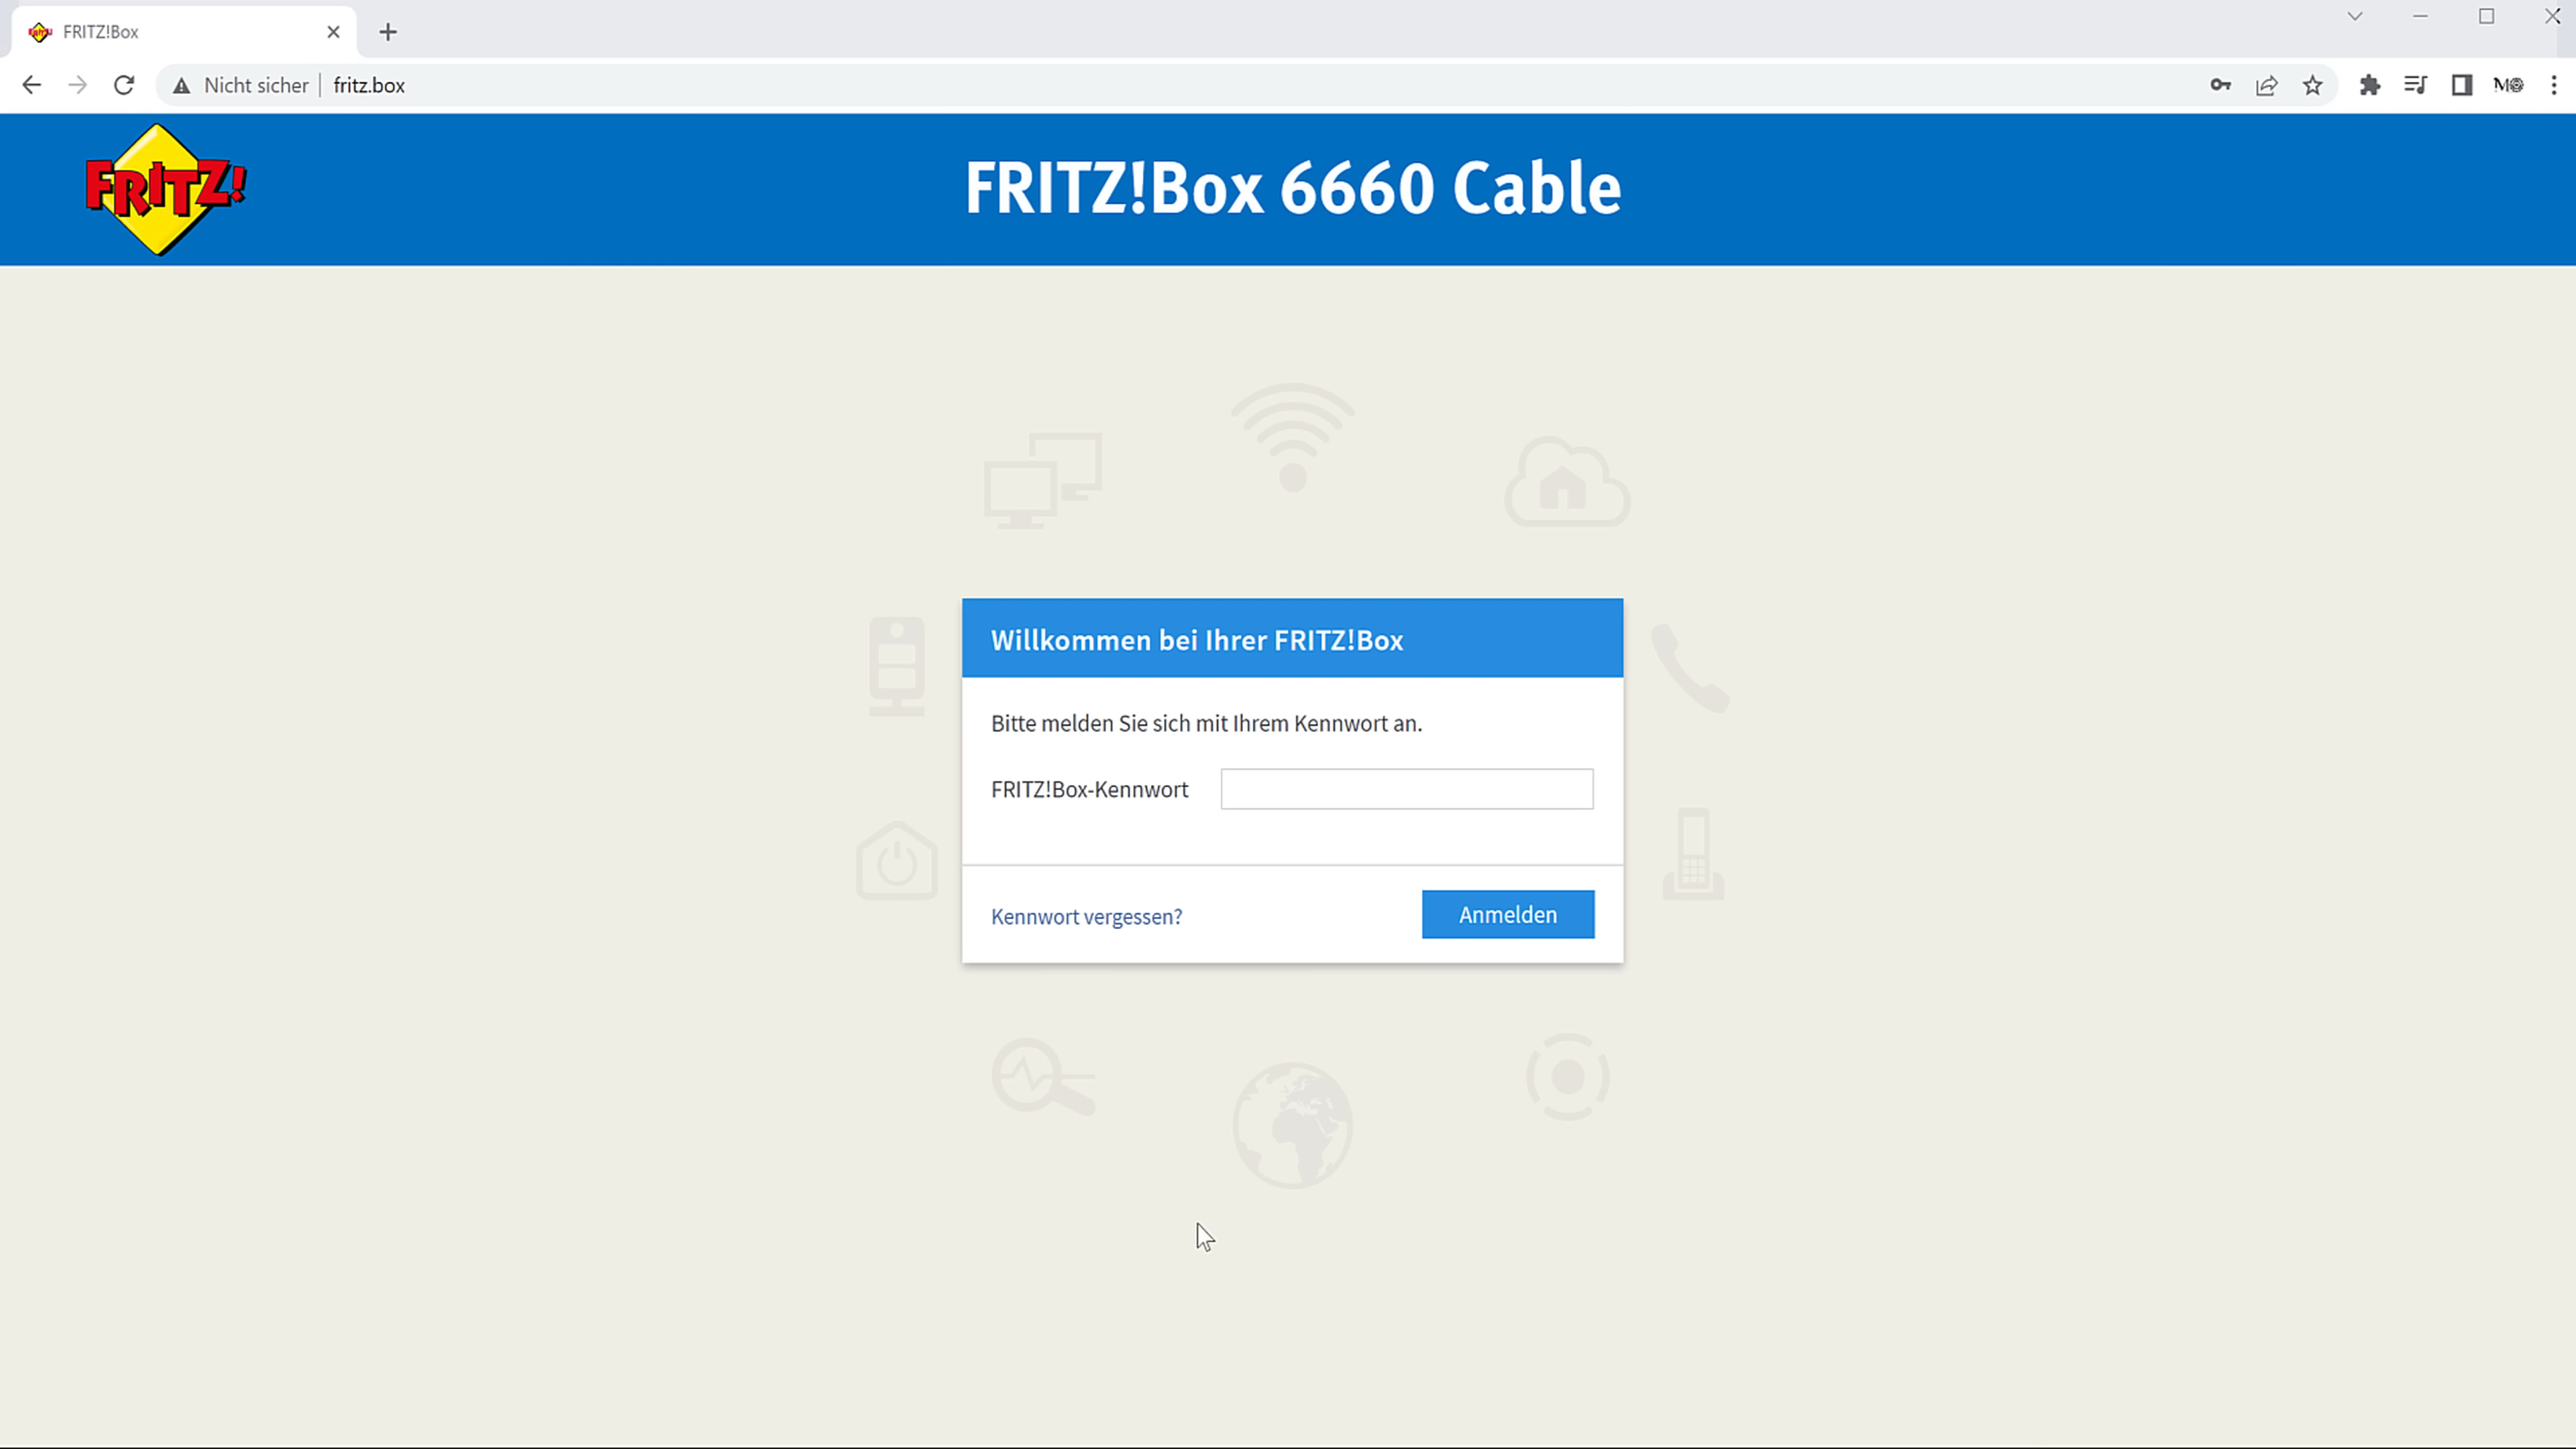 FRITZ!Box
Nicht sicher
fritz.box
FRITZ!
FRITZ!Box 6660 Cable
Willkommen bei Ihrer FRITZ!Box
Bitte melden Sie sich mit Ihrem Kennwort an.
FRITZ!Box-Kennwort
Kennwort vergessen?
Anmelden